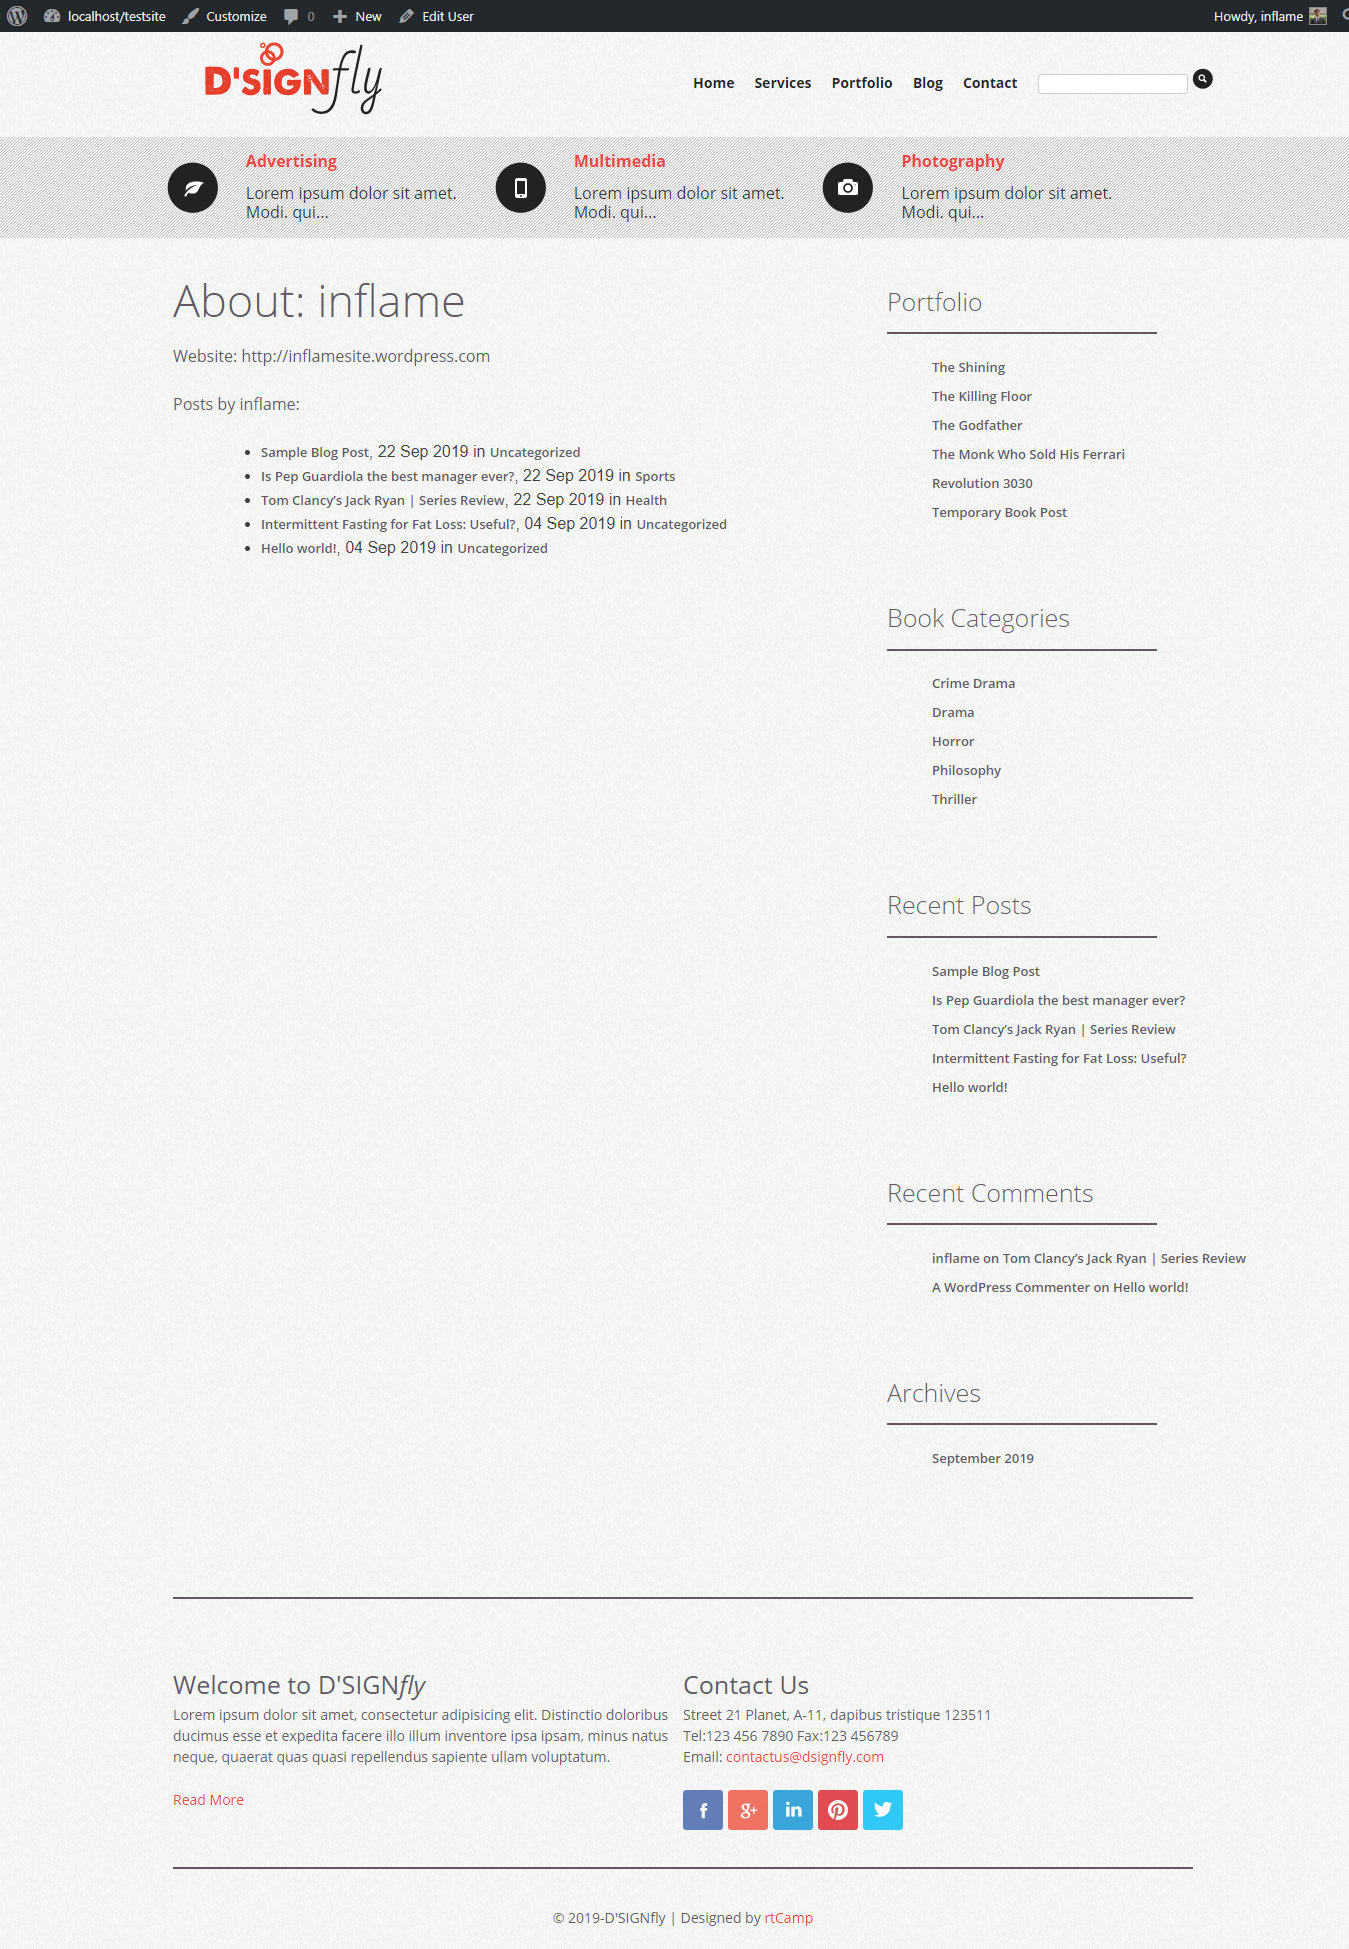 localhost/testsite Customize 0 New Edit User Howdy, inflame
D'SIGNfly
Home Services Portfolio Blog Contact
Advertising
Lorem ipsum dolor sit amet.
Modi. qui...
Multimedia
Lorem ipsum dolor sit amet.
Modi. qui...
Photography
Lorem ipsum dolor sit amet.
Modi. qui...
About: inflame
Website: http://inflamesite.wordpress.com
Posts by inflame:
Sample Blog Post, 22 Sep 2019 in Uncategorized
Is Pep Guardiola the best manager ever?, 22 Sep 2019 in Sports
Tom Clancy’s Jack Ryan | Series Review, 22 Sep 2019 in Health
Intermittent Fasting for Fat Loss: Useful?, 04 Sep 2019 in Uncategorized
Hello world!, 04 Sep 2019 in Uncategorized
Portfolio
The Shining
The Killing Floor
The Godfather
The Monk Who Sold His Ferrari
Revolution 3030
Temporary Book Post
Book Categories
Crime Drama
Drama
Horror
Philosophy
Thriller
Recent Posts
Sample Blog Post
Is Pep Guardiola the best manager ever?
Tom Clancy’s Jack Ryan | Series Review
Intermittent Fasting for Fat Loss: Useful?
Hello world!
Recent Comments
inflame on Tom Clancy’s Jack Ryan | Series Review
A WordPress Commenter on Hello world!
Archives
September 2019
Welcome to D'SIGNfly
Lorem ipsum dolor sit amet, consectetur adipisicing elit. Distinctio doloribus
ducimus esse et expedita facere illo illum inventore ipsa ipsam, minus natus
neque, quaerat quas quasi repellendus sapiente ullam voluptatum.
Read More
Contact Us
Street 21 Planet, A-11, dapibus tristique 123511
Tel:123 456 7890 Fax:123 456789
Email: contactus@dsignfly.com
f g+ in
© 2019-D'SIGNfly | Designed by rtCamp